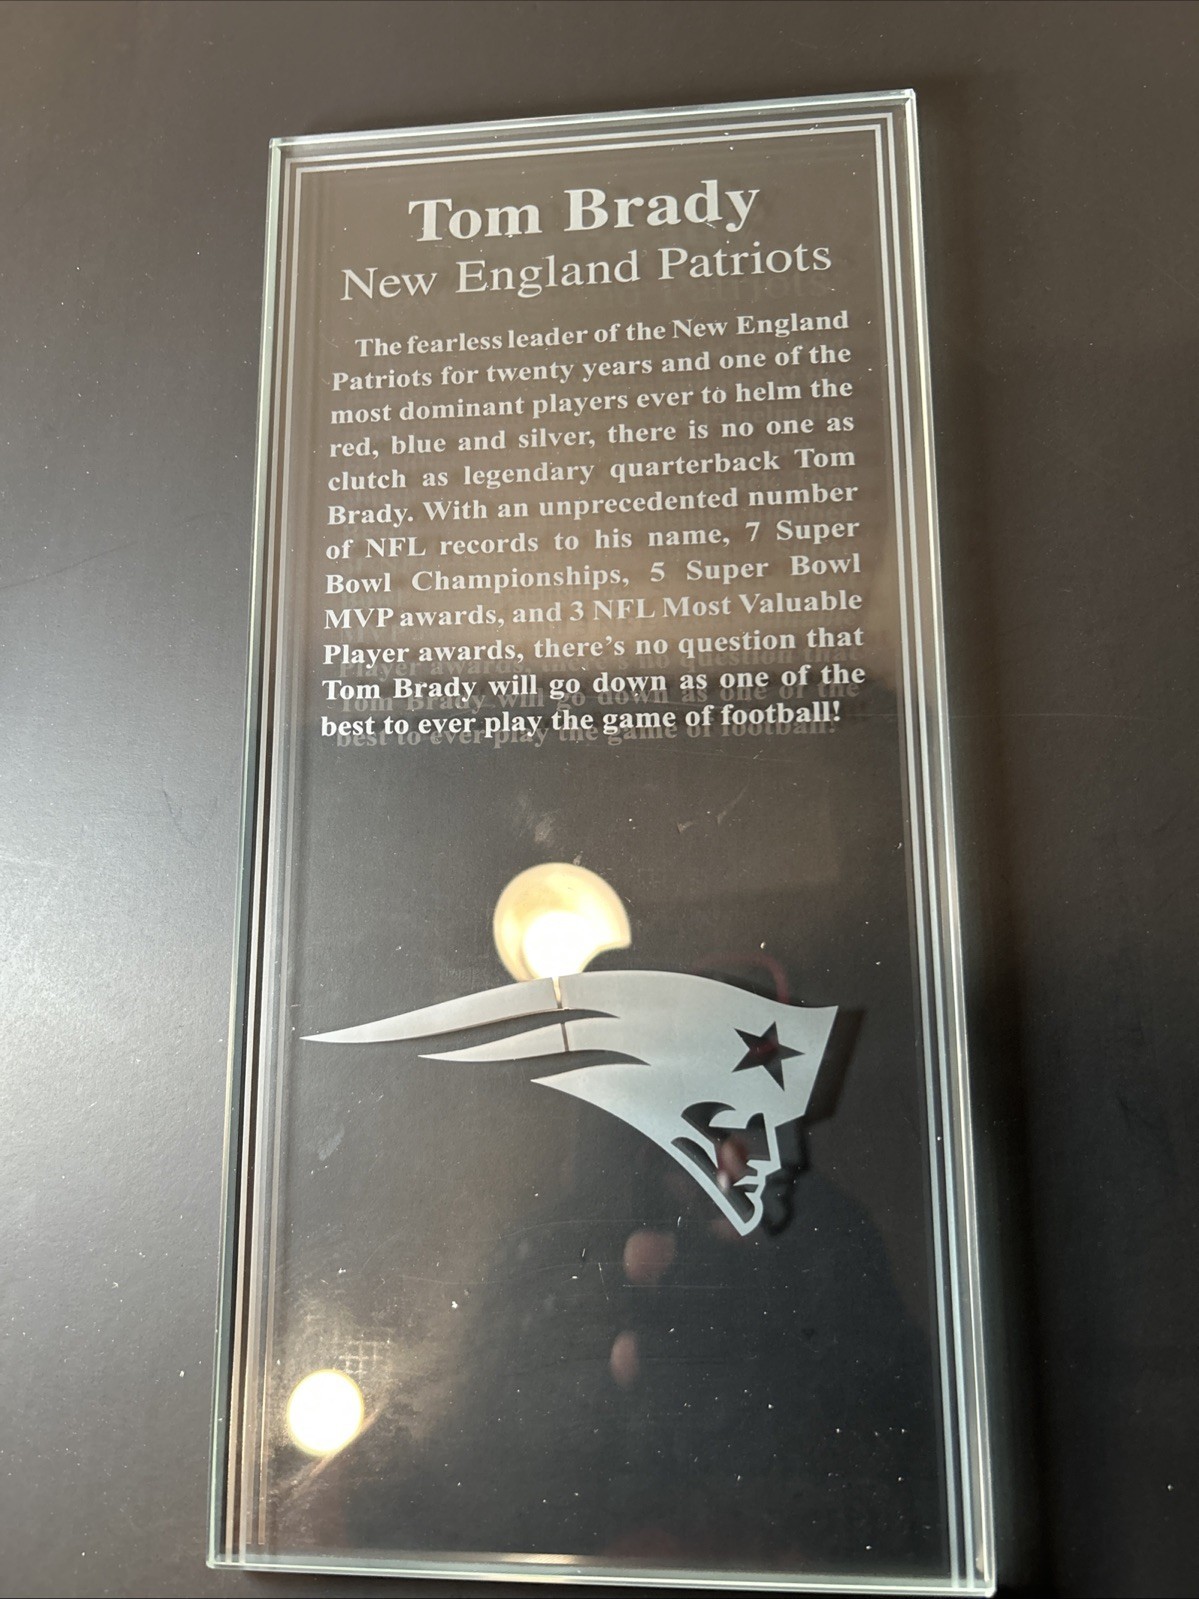 Tom Brady
New England Patriots
The fearless leader of the New England
Patriots for twenty years and one of the
most dominant players ever to helm the
red, blue and silver, there is no one as
clutch as legendary quarterback Tom
Brady. With an unprecedented number
of NFL records to his name, 7 Super
Bowl Championships, 5 Super Bowl
MVP awards, and 3 NFL Most Valuable
Player awards, there's no question that
Tom Brady will go down as one of the
best to ever play the game of football!